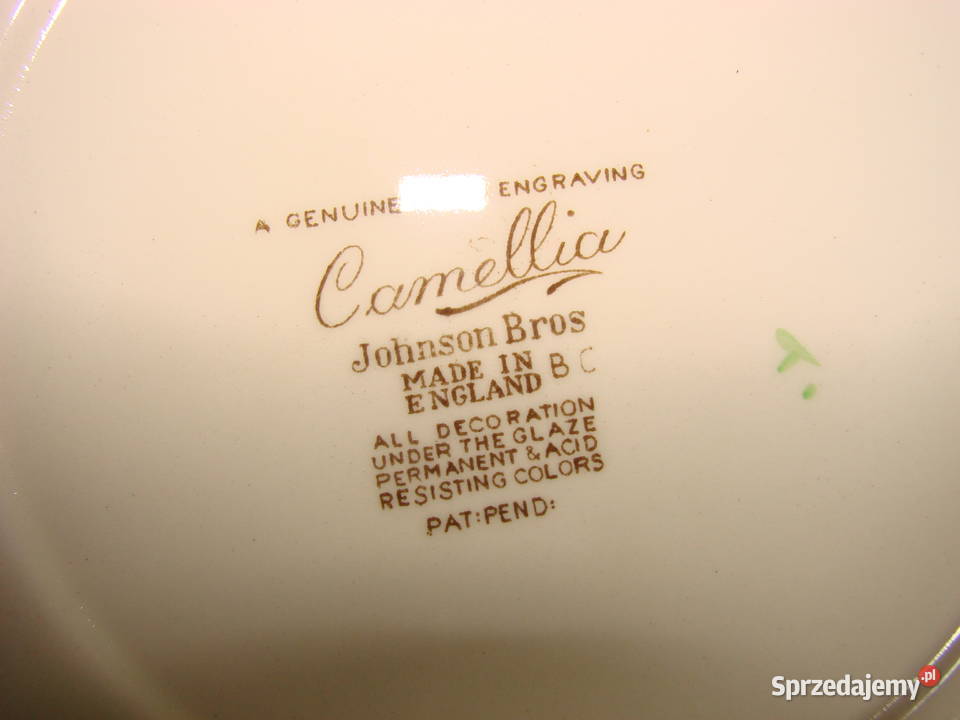 A GENUINE ENGRAVING
Camellia
Johnson Bros
MADE IN
ENGLAND B C
ALL DECORATION
UNDER THE GLAZE
PERMANENT & ACID
RESISTING COLORS
PAT:PEND:
T.
Sprzedajemy.pl